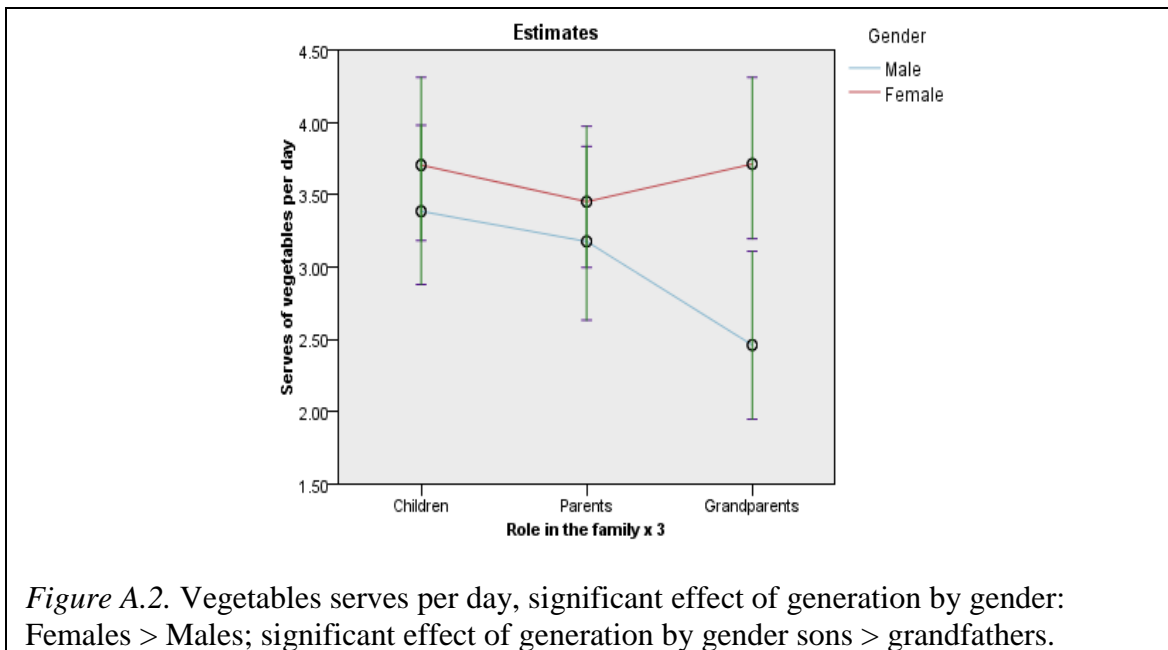 Estimates
Gender
Male
Female
4.50
4.00
3.50
3.00
2.50
2.00
1.50
Serves of vegetables per day
Children Parents Grandparents
Role in the family x 3
Figure A.2. Vegetables serves per day, significant effect of generation by gender:
Females > Males; significant effect of generation by gender sons > grandfathers.